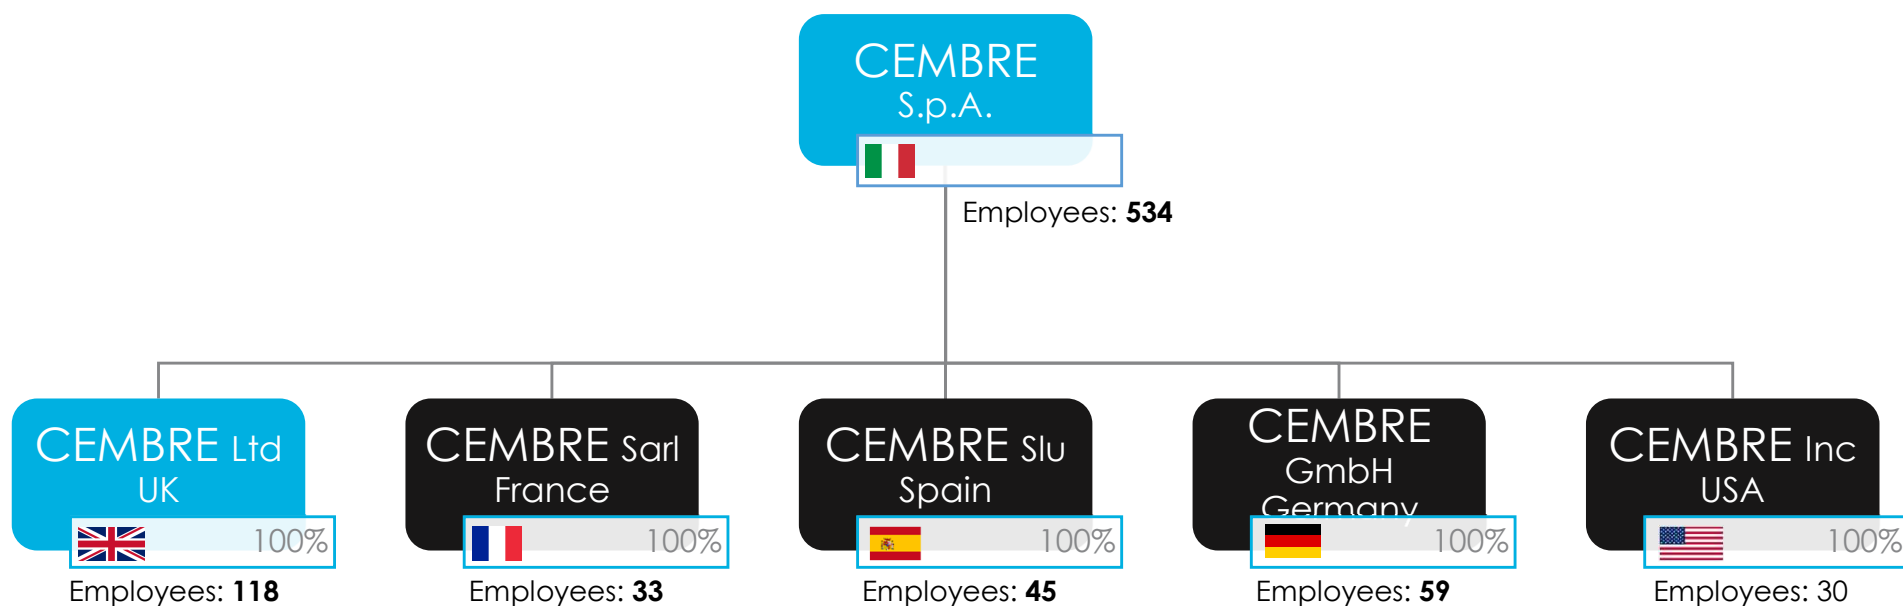 CEMBRE
S.p.A.
Employees: 534
CEMBRE Ltd
UK
100%
Employees: 118
CEMBRE Sarl
France
100%
Employees: 33
CEMBRE Slu
Spain
100%
Employees: 45
CEMBRE
GmbH
Germany
100%
Employees: 59
CEMBRE Inc
USA
100%
Employees: 30